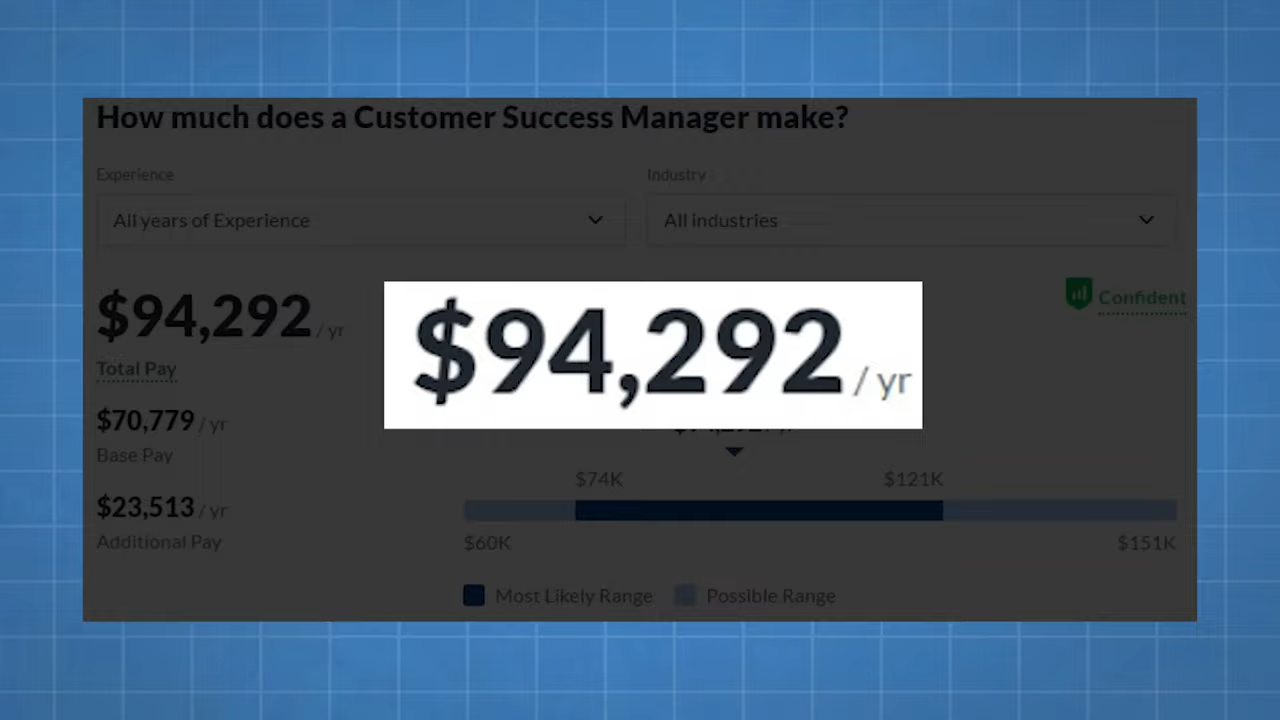 How much does a Customer Success Manager make?
Experience
Industry
All years of Experience
All industries
$94,292 / yr
Total Pay
$70,779 / yr
Base Pay
$23,513 / yr
Additional Pay
$94,292 / yr
Confident
$74K
$121K
$60K
$151K
Most Likely Range
Possible Range